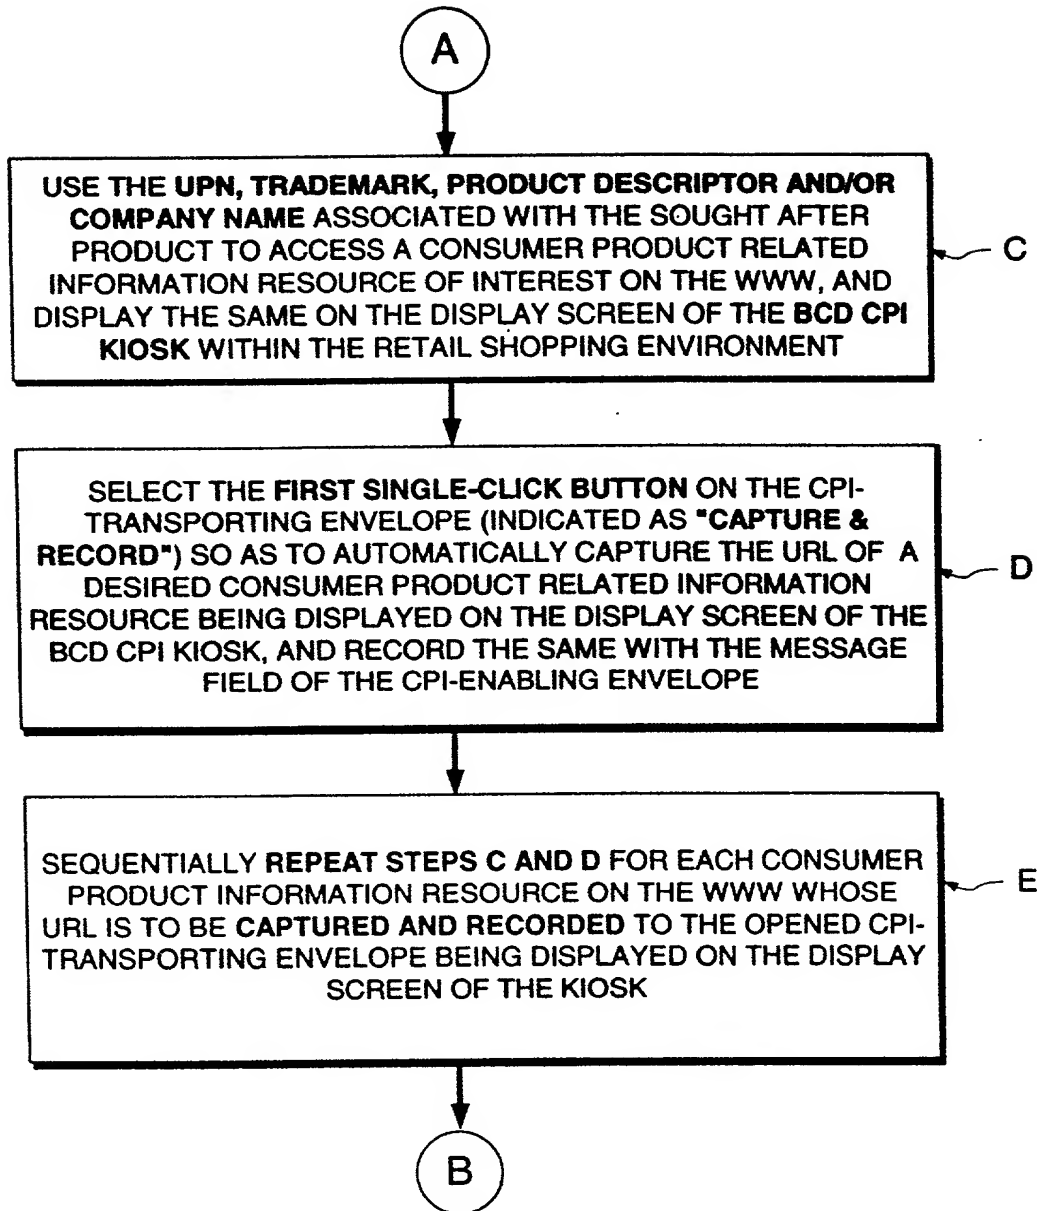 A
USE THE UPN, TRADEMARK, PRODUCT DESCRIPTOR AND/OR
COMPANY NAME ASSOCIATED WITH THE SOUGHT AFTER
PRODUCT TO ACCESS A CONSUMER PRODUCT RELATED
INFORMATION RESOURCE OF INTEREST ON THE WWW, AND
DISPLAY THE SAME ON THE DISPLAY SCREEN OF THE BCD CPI
KIOSK WITHIN THE RETAIL SHOPPING ENVIRONMENT
C
SELECT THE FIRST SINGLE-CLICK BUTTON ON THE CPI-
TRANSPORTING ENVELOPE (INDICATED AS "CAPTURE &
RECORD") SO AS TO AUTOMATICALLY CAPTURE THE URL OF A
DESIRED CONSUMER PRODUCT RELATED INFORMATION
RESOURCE BEING DISPLAYED ON THE DISPLAY SCREEN OF THE
BCD CPI KIOSK, AND RECORD THE SAME WITH THE MESSAGE
FIELD OF THE CPI-ENABLING ENVELOPE
D
SEQUENTIALLY REPEAT STEPS C AND D FOR EACH CONSUMER
PRODUCT INFORMATION RESOURCE ON THE WWW WHOSE
URL IS TO BE CAPTURED AND RECORDED TO THE OPENED CPI-
TRANSPORTING ENVELOPE BEING DISPLAYED ON THE DISPLAY
SCREEN OF THE KIOSK
E
B